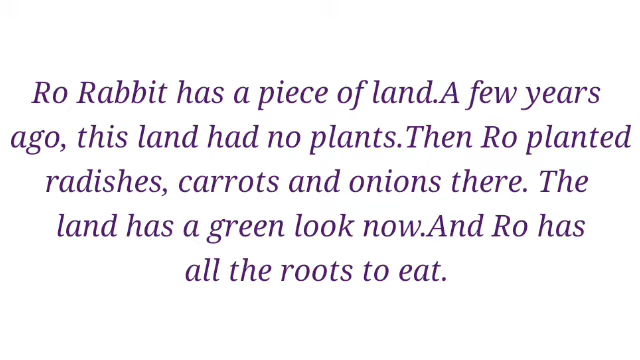 Ro Rabbit has a piece of land.A few years
ago, this land had no plants.Then Ro planted
radishes, carrots and onions there. The
land has a green look now.And Ro has
all the roots to eat.